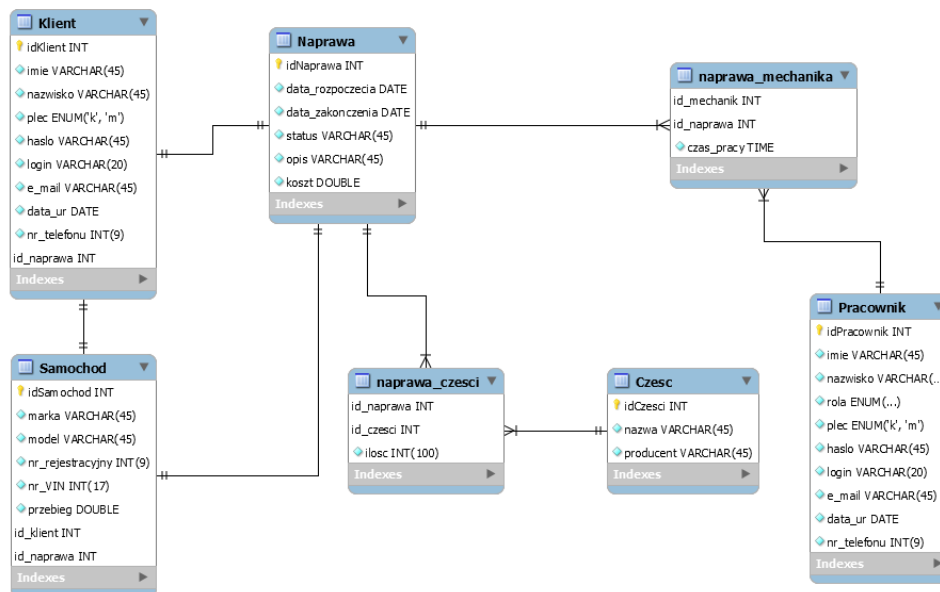 Klient
idKlient INT
imie VARCHAR(45)
nazwisko VARCHAR(45)
plec ENUM('k', 'm')
haslo VARCHAR(45)
login VARCHAR(20)
e_mail VARCHAR(45)
data_ur DATE
nr_telefonu INT(9)
id_naprawa INT
Indexes
Naprawa
idNaprawa INT
data_rozpoczecia DATE
data_zakonczenia DATE
status VARCHAR(45)
opis VARCHAR(45)
koszt DOUBLE
Indexes
naprawa_mechanika
id_mechanik INT
id_naprawa INT
czas_pracy TIME
Indexes
Samochod
idSamochod INT
marka VARCHAR(45)
model VARCHAR(45)
nr_rejestracyjny INT(9)
nr_VIN INT(17)
przebieg DOUBLE
id_klient INT
id_naprawa INT
Indexes
naprawa_czesci
id_naprawa INT
id_czesci INT
ilosc INT(100)
Indexes
Czesc
idCzesci INT
nazwa VARCHAR(45)
producent VARCHAR(45)
Indexes
Pracownik
idPracownik INT
imie VARCHAR(45)
nazwisko VARCHAR(...
rola ENUM(...)
plec ENUM('k', 'm')
haslo VARCHAR(45)
login VARCHAR(20)
e_mail VARCHAR(45)
data_ur DATE
nr_telefonu INT(9)
Indexes